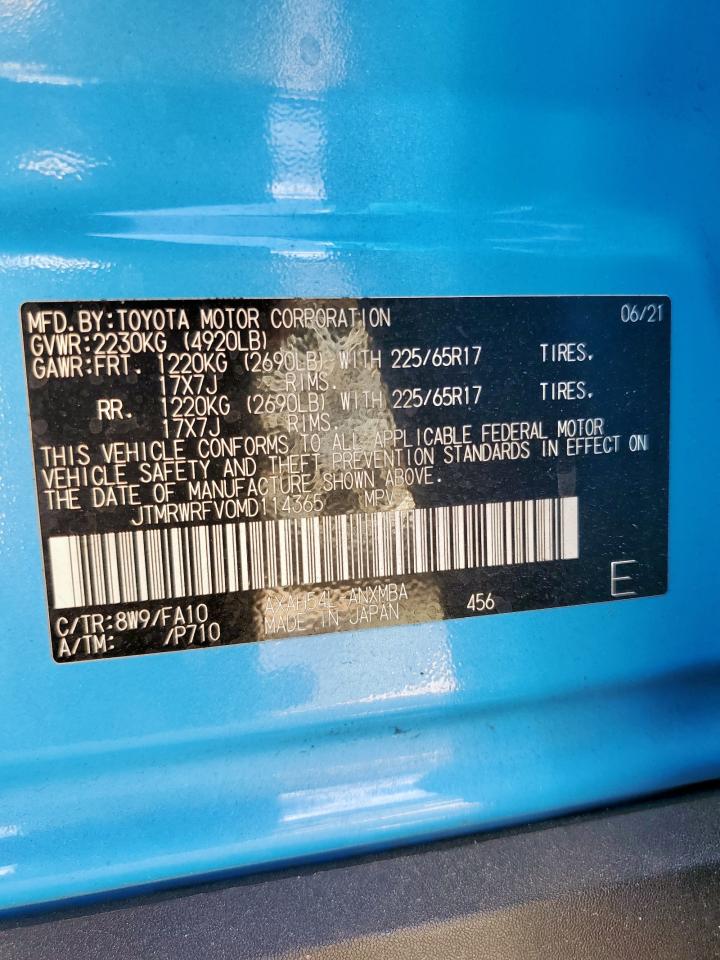 MFD.BY:TOYOTA MOTOR CORPORATION 06/21
GVWR:2230KG (4920LB)
GAWR:FRT. 1220KG (2690LB) WITH 225/65R17 TIRES,
17X7J RIMS.
RR. 1220KG (2690LB) WITH 225/65R17 TIRES,
17X7J RIMS.
THIS VEHICLE CONFORMS TO ALL APPLICABLE FEDERAL MOTOR
VEHICLE SAFETY AND THEFT PREVENTION STANDARDS IN EFFECT ON
THE DATE OF MANUFACTURE SHOWN ABOVE.
JTMRWRFV0MD114365 MPV
C/TR:8W9/FA10 AXAH54L ANXMBA 456 E
A/TM: /P710 MADE IN JAPAN